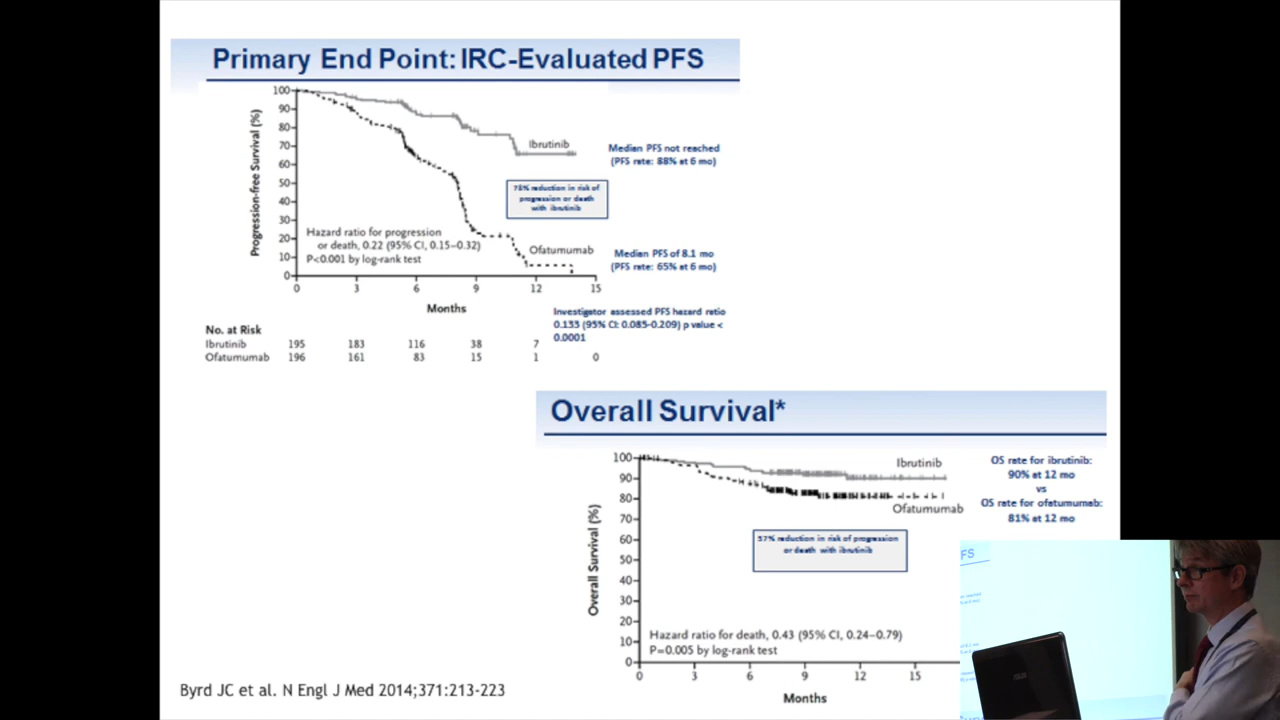 Primary End Point: IRC-Evaluated PFS
100
90
80
70
60
50
40
30
20
10
0
Progression-free Survival (%)
Ibrutinib
Ofatumumab
Hazard ratio for progression
or death, 0.22 (95% CI, 0.15–0.32)
P<0.001 by log-rank test
78% reduction in risk of
progression or death
with ibrutinib
Median PFS not reached
(PFS rate: 88% at 6 mo)
Median PFS of 8.1 mo
(PFS rate: 65% at 6 mo)
0 3 6 9 12 15
Months
Investigator assessed PFS hazard ratio
0.133 (95% CI: 0.085-0.209) p value <
0.0001
No. at Risk
Ibrutinib 195 183 116 38 7
Ofatumumab 196 161 83 15 1 0
Overall Survival*
100
90
80
70
60
50
40
30
20
10
0
Overall Survival (%)
Ibrutinib
Ofatumumab
57% reduction in risk of progression
or death with ibrutinib
Hazard ratio for death, 0.43 (95% CI, 0.24–0.79)
P=0.005 by log-rank test
OS rate for ibrutinib:
90% at 12 mo
vs
OS rate for ofatumumab:
81% at 12 mo
0 3 6 9 12 15
Months
Byrd JC et al. N Engl J Med 2014;371:213-223
FS
ASUS